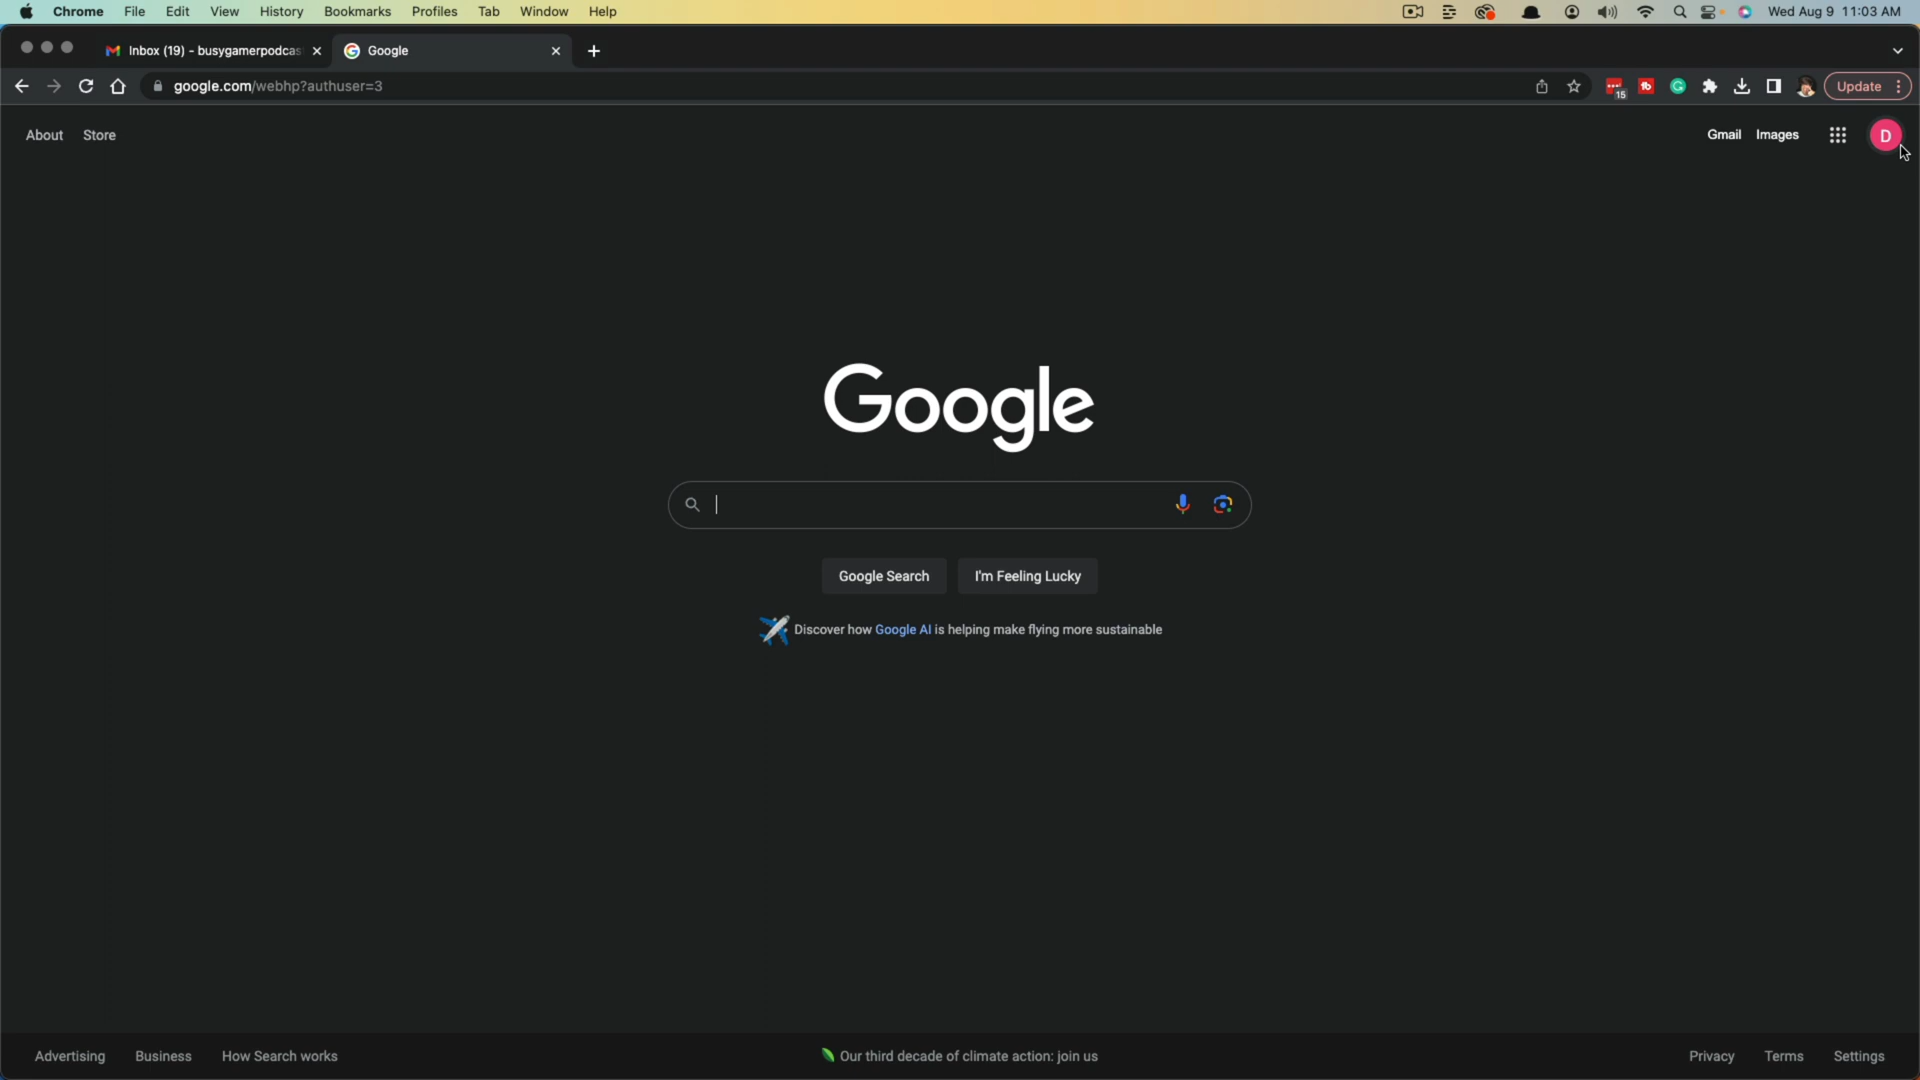 Chrome File Edit View History Bookmarks Profiles Tab Window Help Wed Aug 9 11:03 AM
Inbox (19) - busygamerpodcas Google
google.com/webhp?authuser=3 15 Update
About Store Gmail Images D
Google
Google Search I'm Feeling Lucky
Discover how Google AI is helping make flying more sustainable
Advertising Business How Search works Our third decade of climate action: join us Privacy Terms Settings